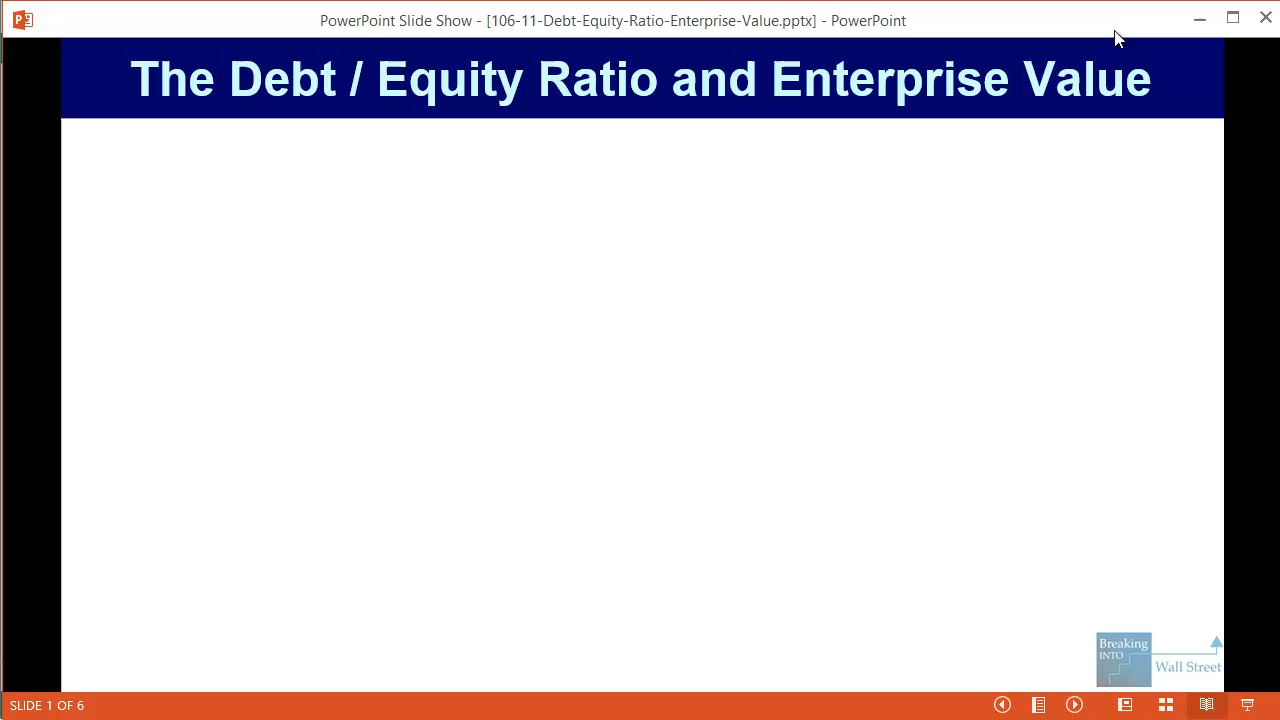 PowerPoint Slide Show - [106-11-Debt-Equity-Ratio-Enterprise-Value.pptx] - PowerPoint
The Debt / Equity Ratio and Enterprise Value
Breaking
INTO
Wall Street
SLIDE 1 OF 6